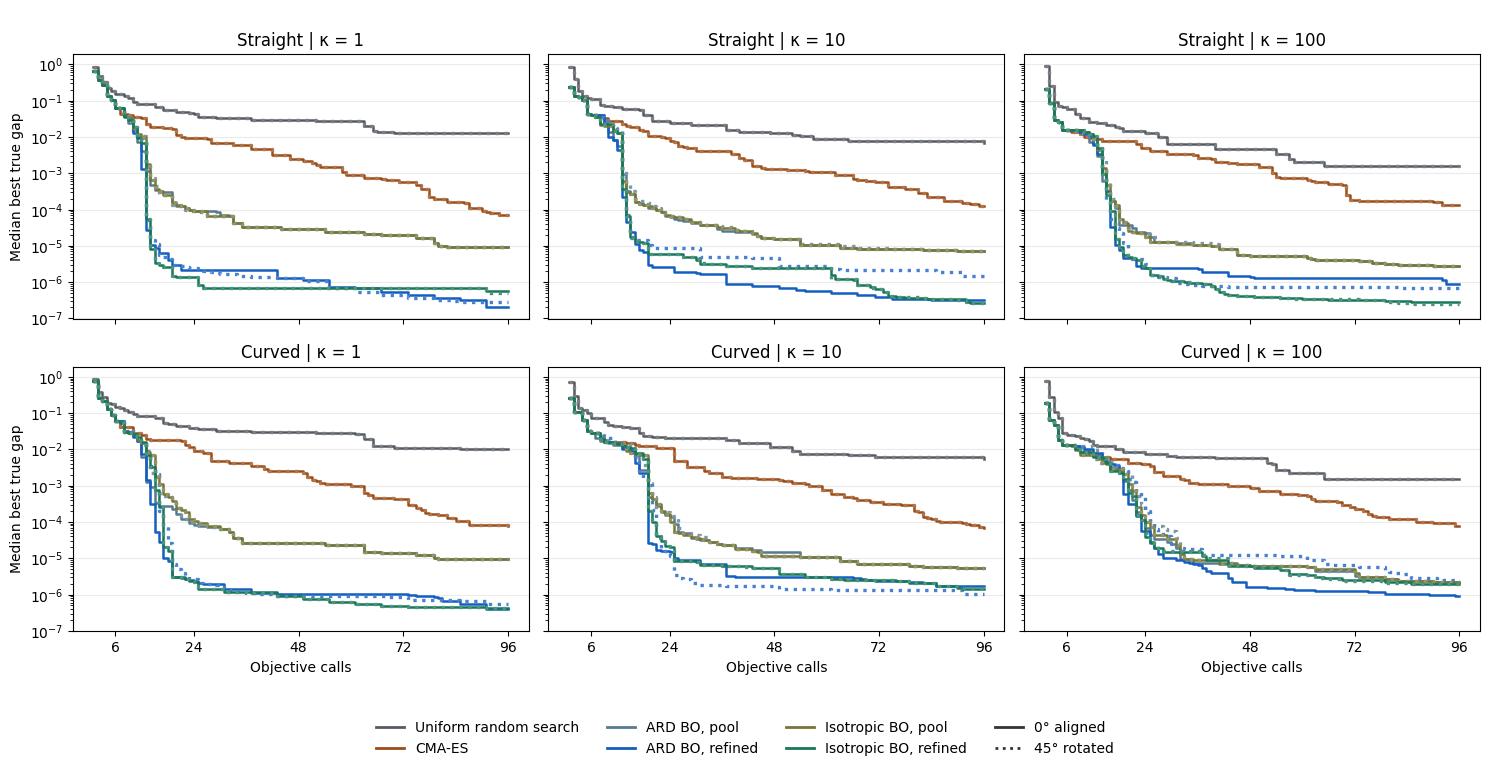 Straight | κ = 1
Straight | κ = 10
Straight | κ = 100
Median best true gap
10⁰
10⁻¹
10⁻²
10⁻³
10⁻⁴
10⁻⁵
10⁻⁶
10⁻⁷
Curved | κ = 1
Curved | κ = 10
Curved | κ = 100
Median best true gap
10⁰
10⁻¹
10⁻²
10⁻³
10⁻⁴
10⁻⁵
10⁻⁶
10⁻⁷
6 24 48 72 96
6 24 48 72 96
6 24 48 72 96
Objective calls
Objective calls
Objective calls
Uniform random search
CMA-ES
ARD BO, pool
ARD BO, refined
Isotropic BO, pool
Isotropic BO, refined
0° aligned
45° rotated